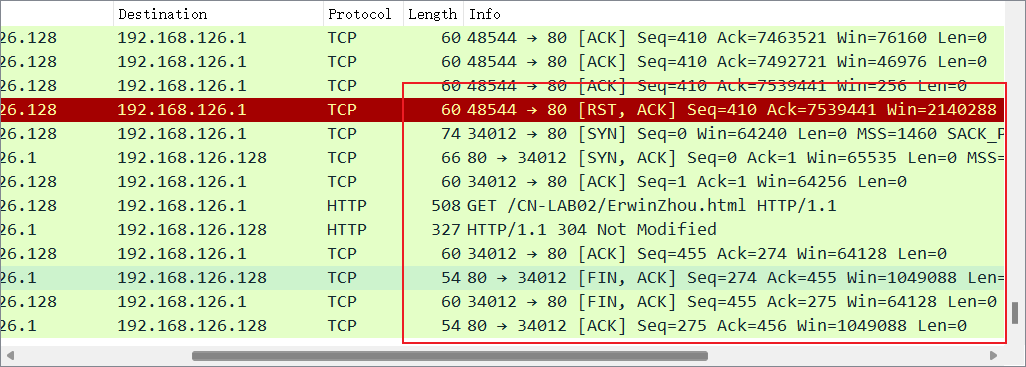 Destination Protocol Length Info
26.128 192.168.126.1 TCP 60 48544 → 80 [ACK] Seq=410 Ack=7463521 Win=76160 Len=0
26.128 192.168.126.1 TCP 60 48544 → 80 [ACK] Seq=410 Ack=7492721 Win=46976 Len=0
26.128 192.168.126.1 TCP 60 48544 → 80 [ACK] Seq=410 Ack=7539441 Win=256 Len=0
26.128 192.168.126.1 TCP 60 48544 → 80 [RST, ACK] Seq=410 Ack=7539441 Win=2140288
26.128 192.168.126.1 TCP 74 34012 → 80 [SYN] Seq=0 Win=64240 Len=0 MSS=1460 SACK_P
26.1 192.168.126.128 TCP 66 80 → 34012 [SYN, ACK] Seq=0 Ack=1 Win=65535 Len=0 MSS=
26.128 192.168.126.1 TCP 60 34012 → 80 [ACK] Seq=1 Ack=1 Win=64256 Len=0
26.128 192.168.126.1 HTTP 508 GET /CN-LAB02/ErwinZhou.html HTTP/1.1
26.1 192.168.126.128 HTTP 327 HTTP/1.1 304 Not Modified
26.128 192.168.126.1 TCP 60 34012 → 80 [ACK] Seq=455 Ack=274 Win=64128 Len=0
26.1 192.168.126.128 TCP 54 80 → 34012 [FIN, ACK] Seq=274 Ack=455 Win=1049088 Len=
26.128 192.168.126.1 TCP 60 34012 → 80 [FIN, ACK] Seq=455 Ack=275 Win=64128 Len=0
26.1 192.168.126.128 TCP 54 80 → 34012 [ACK] Seq=275 Ack=456 Win=1049088 Len=0